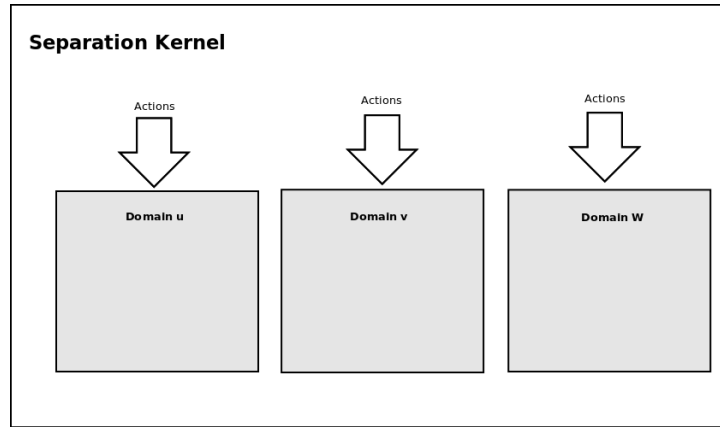 Separation Kernel
Actions
Actions
Actions
Domain u
Domain v
Domain W